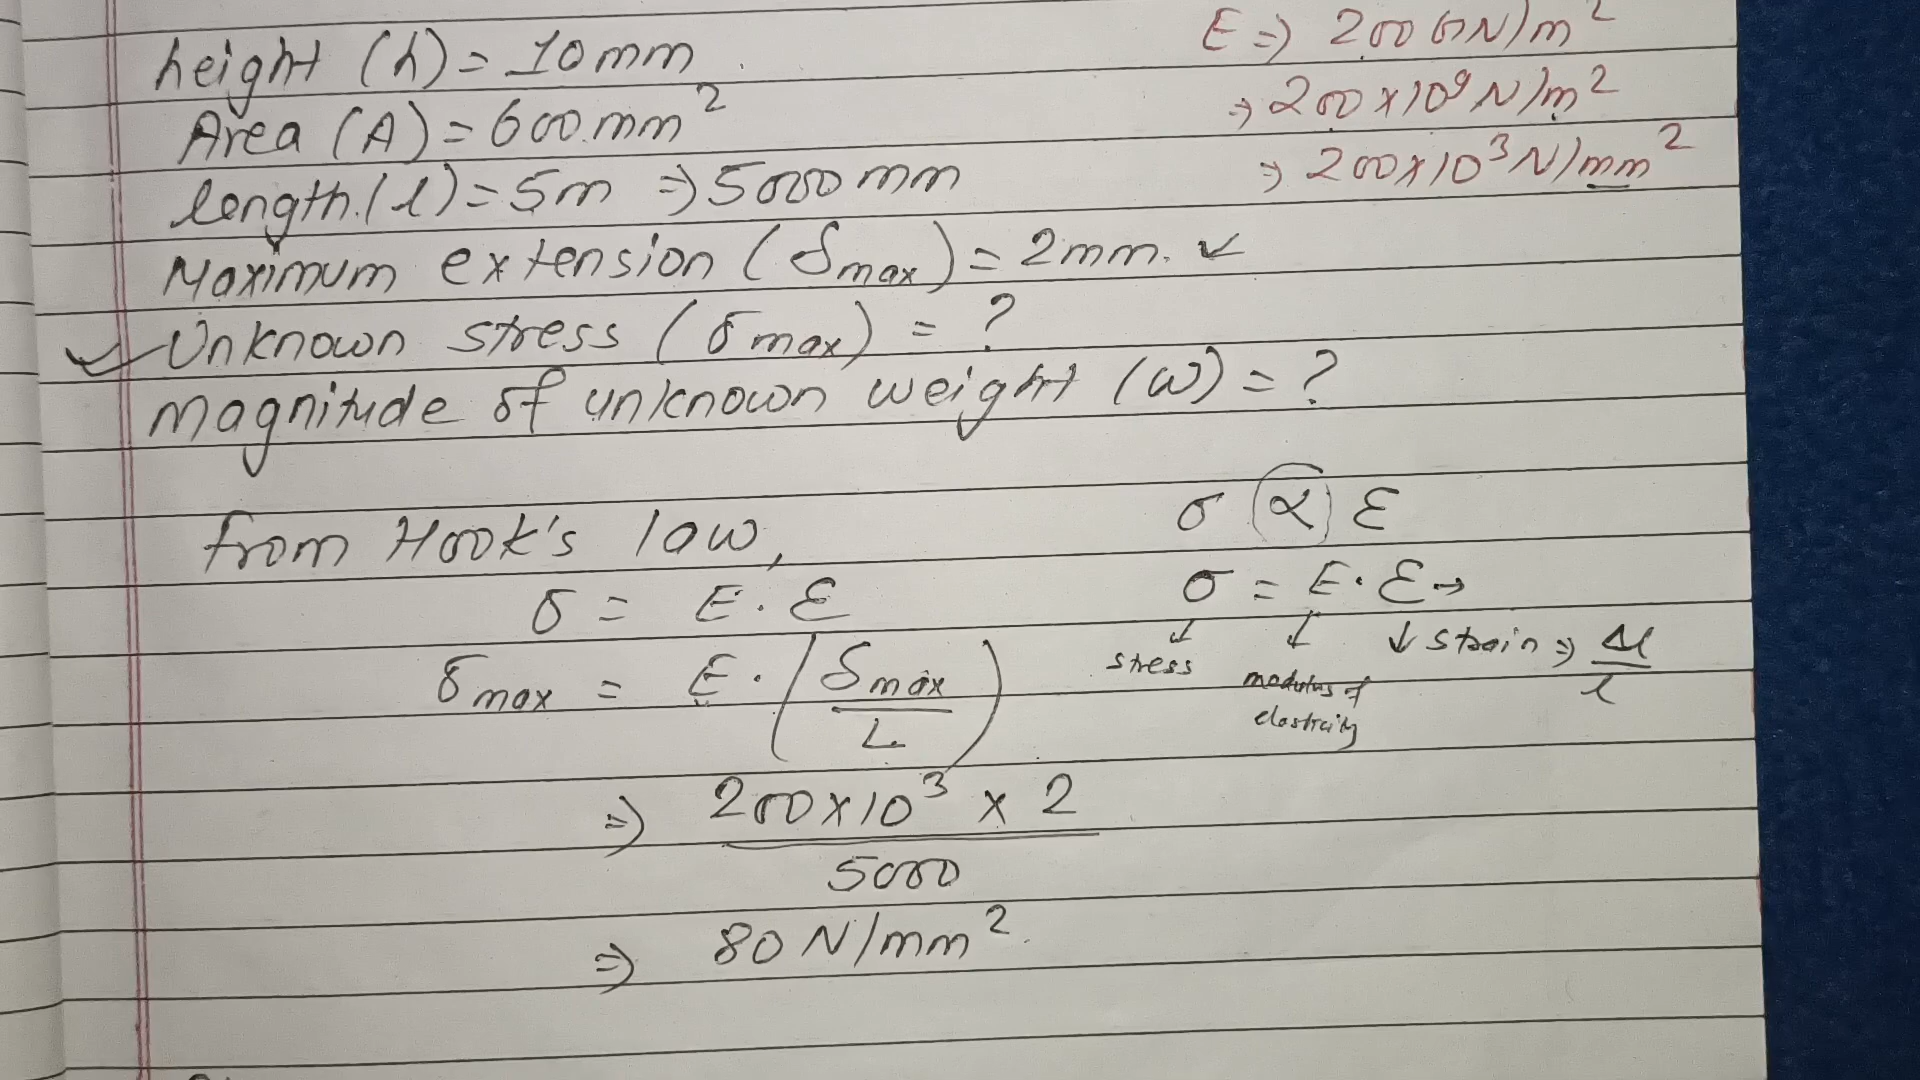 height (h) = 10mm
E ⇒ 200 GN/m²
⇒ 200 × 10⁹ N/m²
Area (A) = 600 mm²
⇒ 200 × 10³ N/mm²
length (l) = 5m ⇒ 5000 mm
Maximum extension (δmax) = 2mm. ✓
Unknown stress (σmax) = ?
Magnitude of unknown weight (W) = ?
from Hook's law,
σ ∝ ε
σ = E . ε
σ = E . ε →
↓ stress
↓ modulus of elasticity
↓ strain ⇒ Δl / l
σmax = E . (δmax / L)
⇒ 200 × 10³ × 2 / 5000
⇒ 80 N/mm²